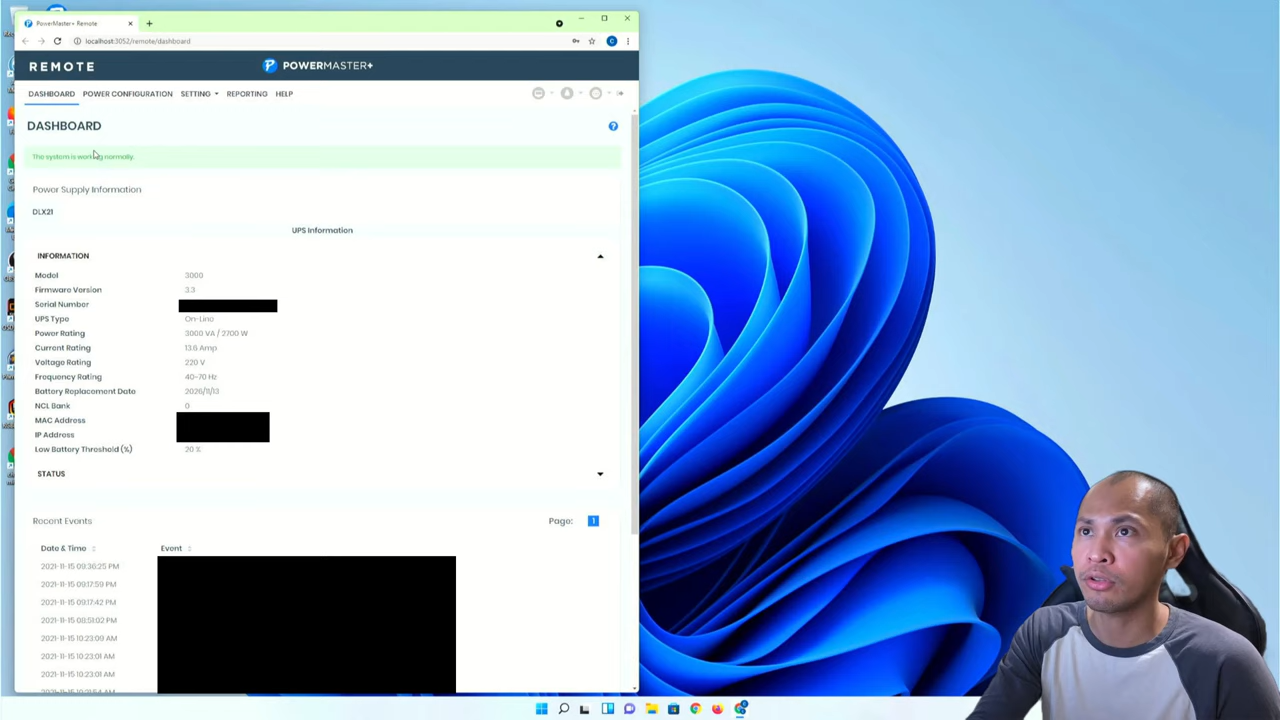 PowerMaster+ Remote
localhost:3052/remote/dashboard
REMOTE
POWERMASTER+
DASHBOARD POWER CONFIGURATION SETTING REPORTING HELP
DASHBOARD
The system is working normally.
Power Supply Information
DLX21
UPS Information
INFORMATION
Model 3000
Firmware Version 3.3
Serial Number
UPS Type On-Line
Power Rating 3000 VA / 2700 W
Current Rating 13.6 Amp
Voltage Rating 220 V
Frequency Rating 40~70 Hz
Battery Replacement Date 2026/11/13
NCL Bank 0
MAC Address
IP Address
Low Battery Threshold (%) 20 %
STATUS
Recent Events Page: 1
Date & Time Event
2021-11-15 09:36:25 PM
2021-11-15 09:17:59 PM
2021-11-15 09:17:42 PM
2021-11-15 08:51:02 PM
2021-11-15 10:23:09 AM
2021-11-15 10:23:01 AM
2021-11-15 10:23:01 AM